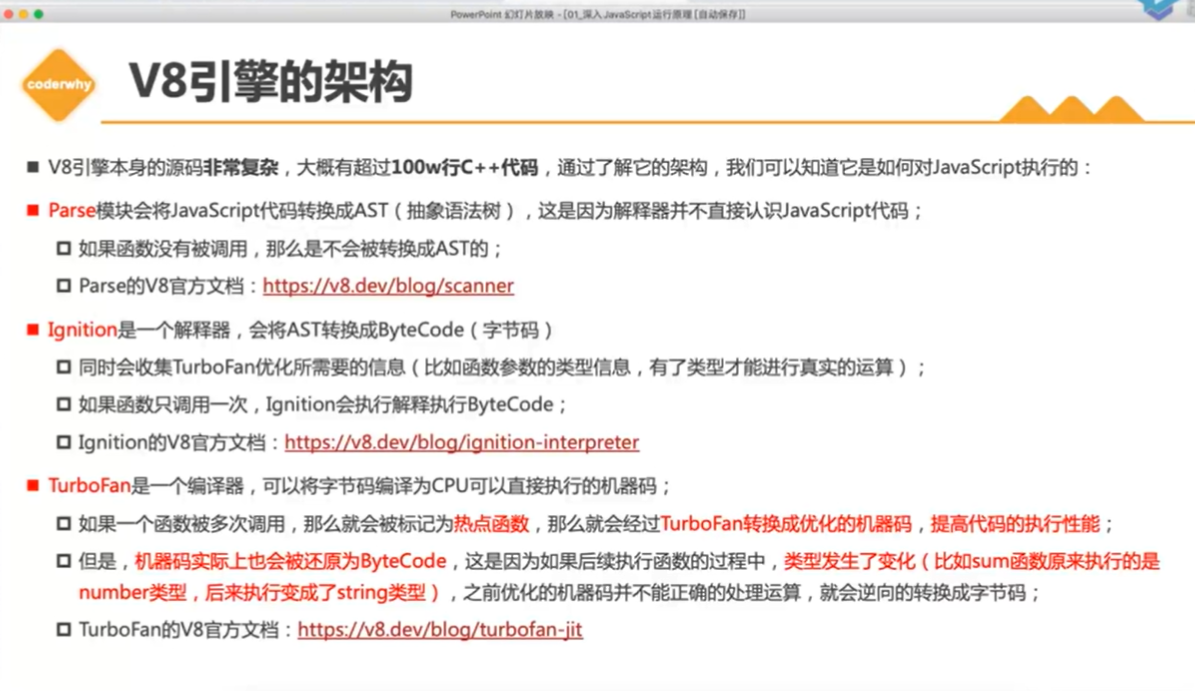 PowerPoint 幻灯片放映 - [01_深入JavaScript运行原理 [自动保存]]
coderwhy
V8引擎的架构
V8引擎本身的源码非常复杂，大概有超过100w行C++代码，通过了解它的架构，我们可以知道它是如何对JavaScript执行的：
Parse模块会将JavaScript代码转换成AST（抽象语法树），这是因为解释器并不直接认识JavaScript代码；
如果函数没有被调用，那么是不会被转换成AST的；
Parse的V8官方文档：https://v8.dev/blog/scanner
Ignition是一个解释器，会将AST转换成ByteCode（字节码）
同时会收集TurboFan优化所需要的信息（比如函数参数的类型信息，有了类型才能进行真实的运算）；
如果函数只调用一次，Ignition会执行解释执行ByteCode；
Ignition的V8官方文档：https://v8.dev/blog/ignition-interpreter
TurboFan是一个编译器，可以将字节码编译为CPU可以直接执行的机器码；
如果一个函数被多次调用，那么就会被标记为热点函数，那么就会经过TurboFan转换成优化的机器码，提高代码的执行性能；
但是，机器码实际上也会被还原为ByteCode，这是因为如果后续执行函数的过程中，类型发生了变化（比如sum函数原来执行的是
number类型，后来执行变成了string类型），之前优化的机器码并不能正确的处理运算，就会逆向的转换成字节码；
TurboFan的V8官方文档：https://v8.dev/blog/turbofan-jit